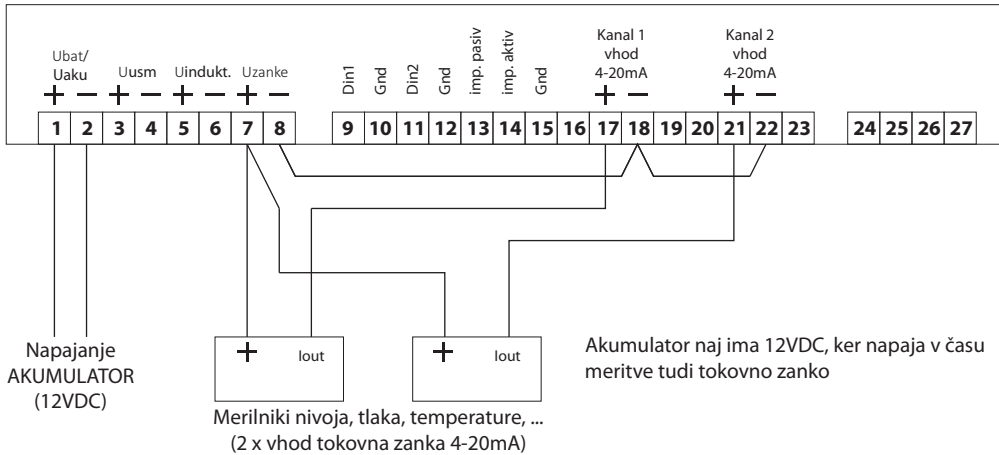 Ubat/
Uaku
Uusm
Uindukt.
Uzanke
Din1
Gnd
Din2
Gnd
imp. pasiv
imp. aktiv
Gnd
Kanal 1
vhod
4-20mA
Kanal 2
vhod
4-20mA
+ − + − + − + − + − + −
1 2 3 4 5 6 7 8 9 10 11 12 13 14 15 16 17 18 19 20 21 22 23 24 25 26 27
Napajanje
AKUMULATOR
(12VDC)
+ Iout
+ Iout
Akumulator naj ima 12VDC, ker napaja v času
meritve tudi tokovno zanko
Merilniki nivoja, tlaka, temperature, ...
(2 x vhod tokovna zanka 4-20mA)